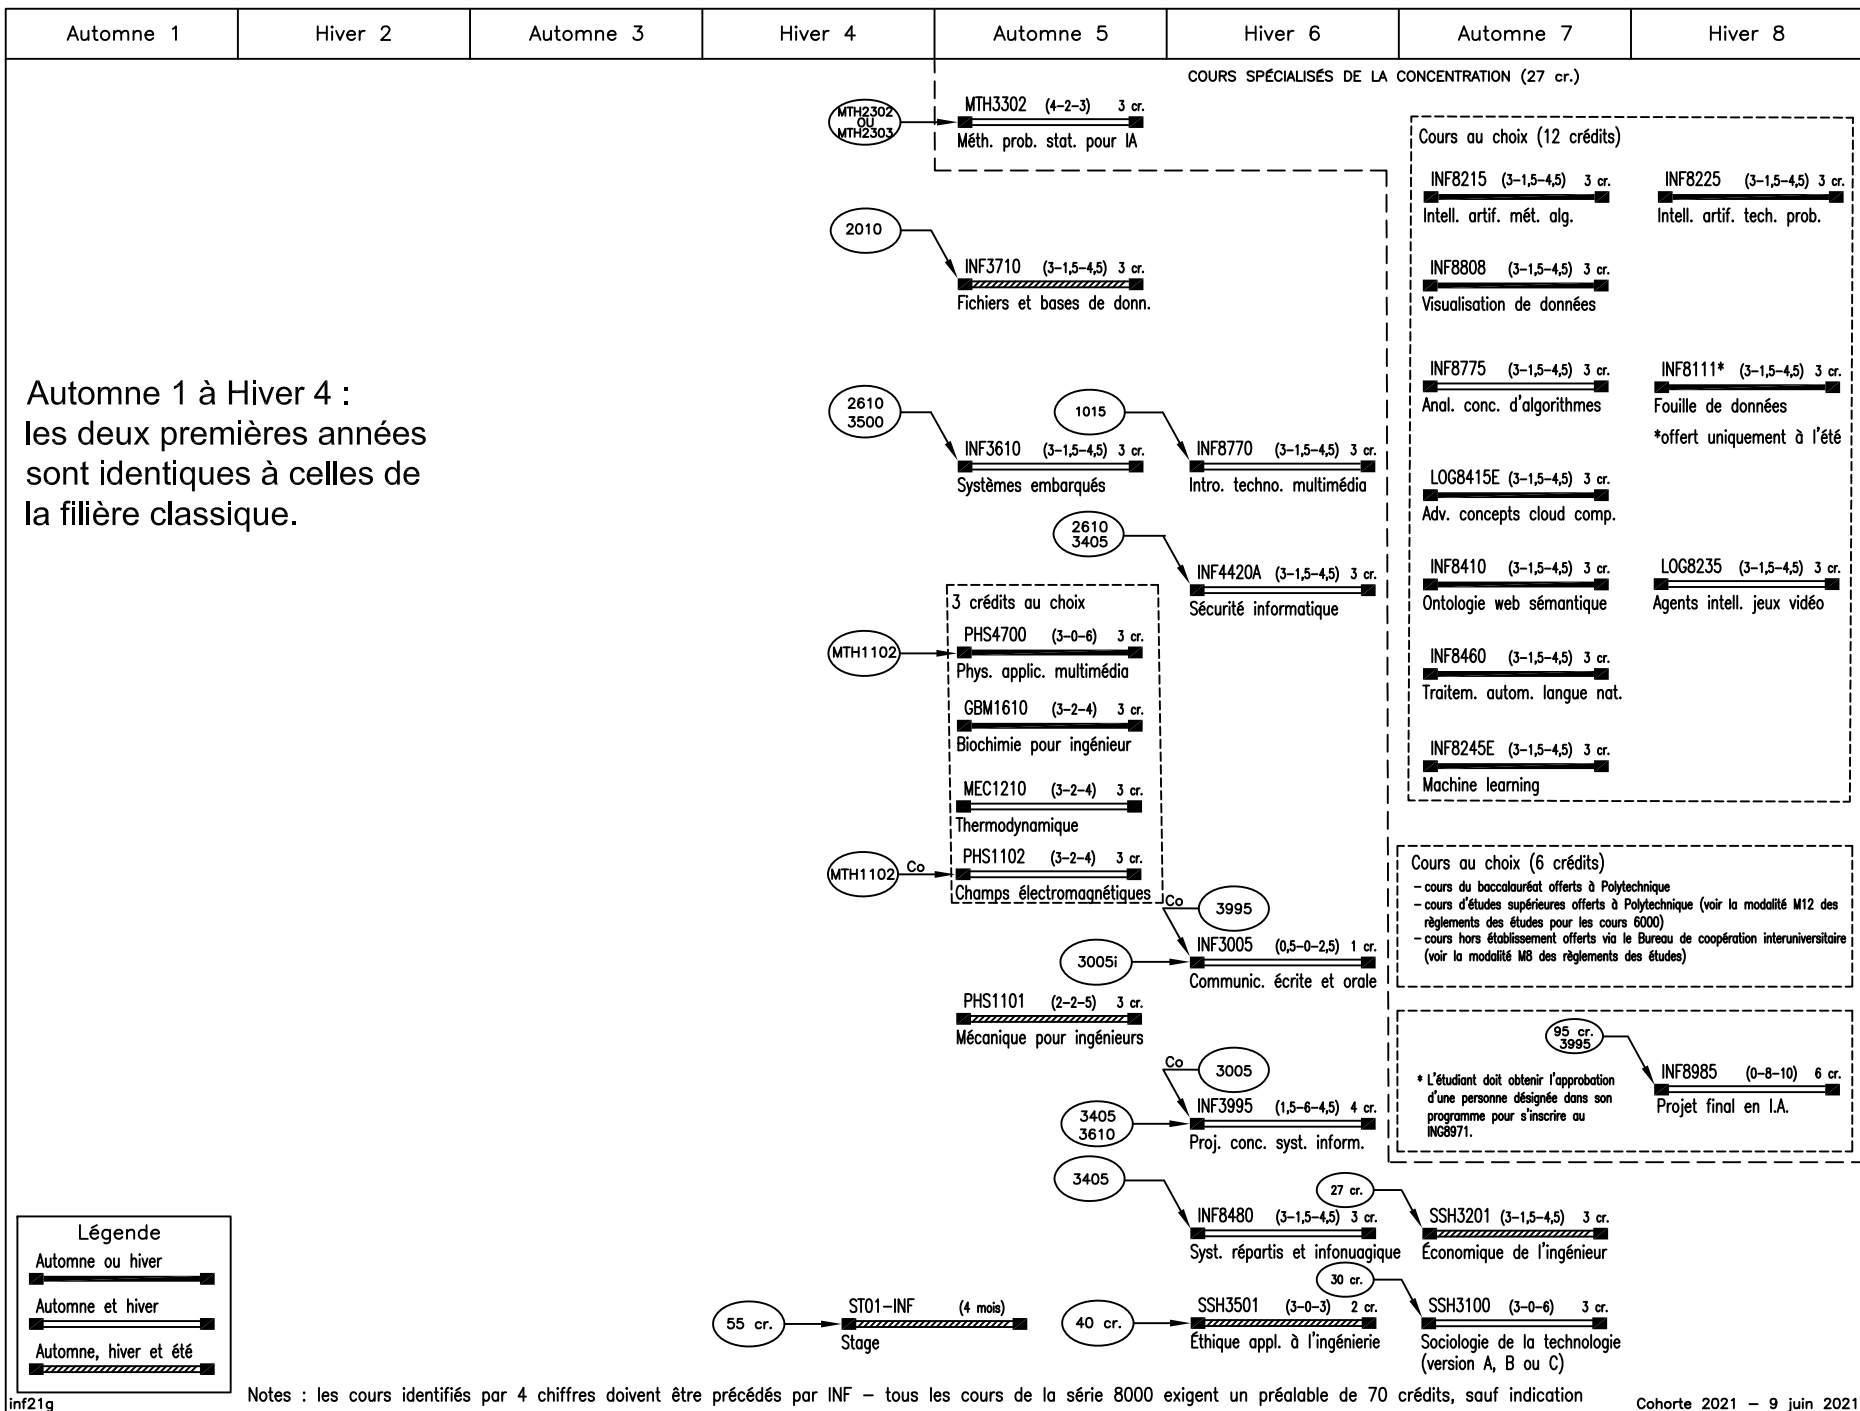 Automne 1
Hiver 2
Automne 3
Hiver 4
Automne 5
Hiver 6
Automne 7
Hiver 8
COURS SPÉCIALISÉS DE LA CONCENTRATION (27 cr.)
Automne 1 à Hiver 4 :
les deux premières années
sont identiques à celles de
la filière classique.
MTH2302
OU
MTH2303
MTH3302 (4-2-3) 3 cr.
Méth. prob. stat. pour IA
2010
INF3710 (3-1,5-4,5) 3 cr.
Fichiers et bases de donn.
2610
3500
INF3610 (3-1,5-4,5) 3 cr.
Systèmes embarqués
1015
INF8770 (3-1,5-4,5) 3 cr.
Intro. techno. multimédia
2610
3405
INF4420A (3-1,5-4,5) 3 cr.
Sécurité informatique
3 crédits au choix
MTH1102
PHS4700 (3-0-6) 3 cr.
Phys. applic. multimédia
GBM1610 (3-2-4) 3 cr.
Biochimie pour ingénieur
MEC1210 (3-2-4) 3 cr.
Thermodynamique
MTH1102
Co
PHS1102 (3-2-4) 3 cr.
Champs électromagnétiques
Co
3995
3005i
INF3005 (0,5-0-2,5) 1 cr.
Communic. écrite et orale
PHS1101 (2-2-5) 3 cr.
Mécanique pour ingénieurs
Co
3005
3405
3610
INF3995 (1,5-6-4,5) 4 cr.
Proj. conc. syst. inform.
3405
INF8480 (3-1,5-4,5) 3 cr.
Syst. répartis et infonuagique
27 cr.
SSH3201 (3-1,5-4,5) 3 cr.
Économique de l'ingénieur
55 cr.
ST01-INF (4 mois)
Stage
40 cr.
SSH3501 (3-0-3) 2 cr.
Éthique appl. à l'ingénierie
30 cr.
SSH3100 (3-0-6) 3 cr.
Sociologie de la technologie
(version A, B ou C)
Cours au choix (12 crédits)
INF8215 (3-1,5-4,5) 3 cr.
Intell. artif. mét. alg.
INF8225 (3-1,5-4,5) 3 cr.
Intell. artif. tech. prob.
INF8808 (3-1,5-4,5) 3 cr.
Visualisation de données
INF8775 (3-1,5-4,5) 3 cr.
Anal. conc. d'algorithmes
INF8111* (3-1,5-4,5) 3 cr.
Fouille de données
*offert uniquement à l'été
LOG8415E (3-1,5-4,5) 3 cr.
Adv. concepts cloud comp.
INF8410 (3-1,5-4,5) 3 cr.
Ontologie web sémantique
LOG8235 (3-1,5-4,5) 3 cr.
Agents intell. jeux vidéo
INF8460 (3-1,5-4,5) 3 cr.
Traitem. autom. langue nat.
INF8245E (3-1,5-4,5) 3 cr.
Machine learning
Cours au choix (6 crédits)
- cours du baccalauréat offerts à Polytechnique
- cours d'études supérieures offerts à Polytechnique (voir la modalité M12 des
règlements des études pour les cours 6000)
- cours hors établissement offerts via le Bureau de coopération interuniversitaire
(voir la modalité M8 des règlements des études)
95 cr.
3995
INF8985 (0-8-10) 6 cr.
Projet final en I.A.
* L'étudiant doit obtenir l'approbation
d'une personne désignée dans son
programme pour s'inscrire au
ING8971.
Légende
Automne ou hiver
Automne et hiver
Automne, hiver et été
inf21g
Notes : les cours identifiés par 4 chiffres doivent être précédés par INF – tous les cours de la série 8000 exigent un préalable de 70 crédits, sauf indication
Cohorte 2021 – 9 juin 2021